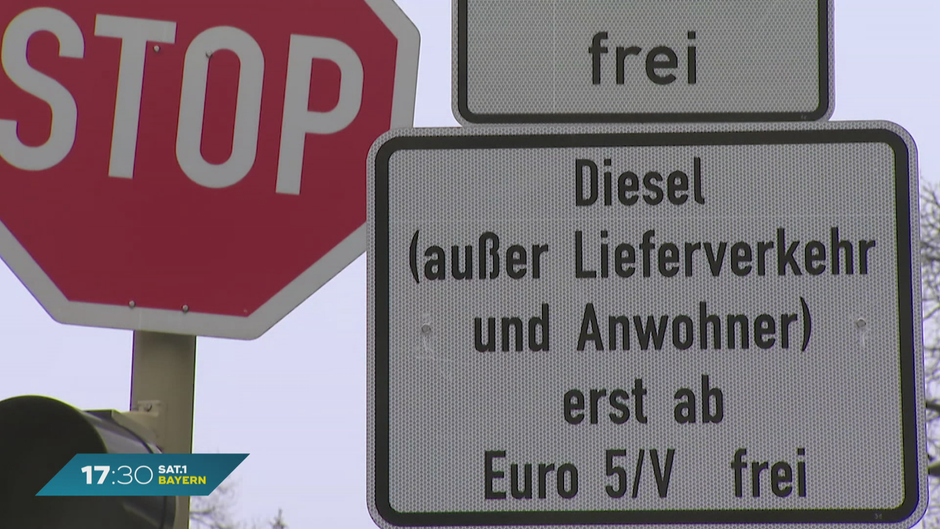 STOP
frei
Diesel
(außer Lieferverkehr
und Anwohner)
erst ab
Euro 5/V frei
17:30 SAT.1
BAYERN